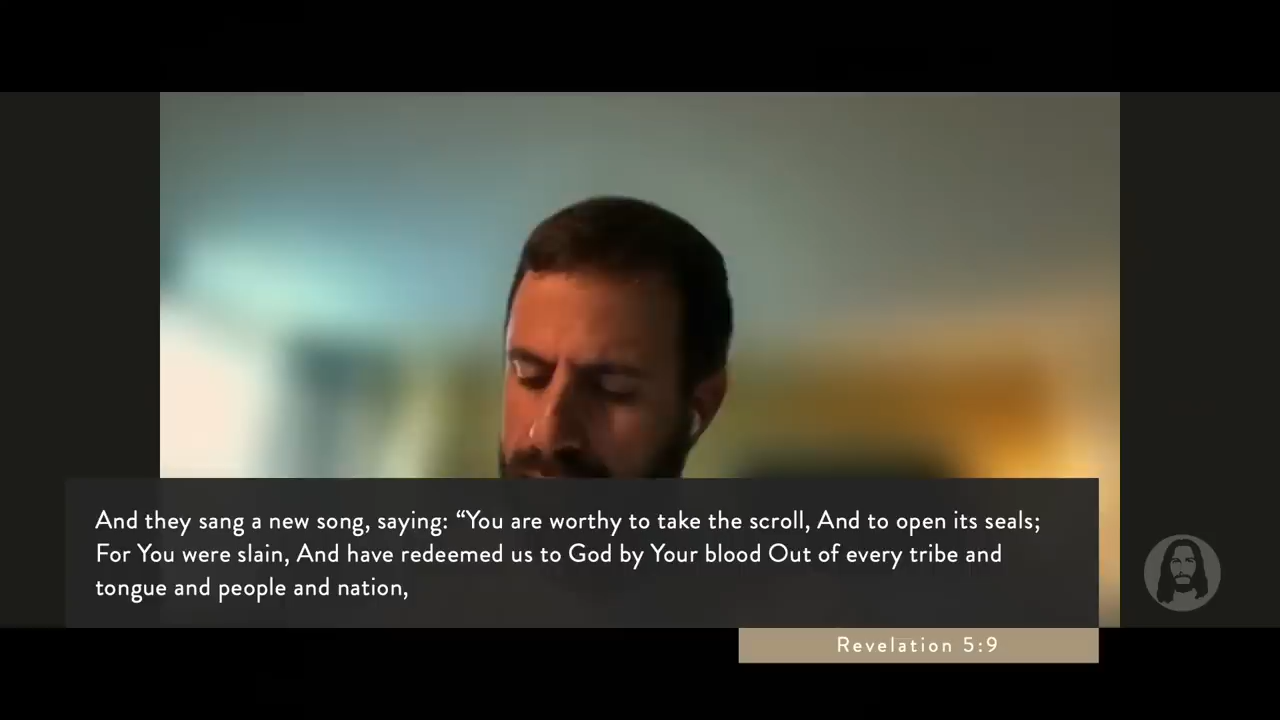 And they sang a new song, saying: “You are worthy to take the scroll, And to open its seals;
For You were slain, And have redeemed us to God by Your blood Out of every tribe and
tongue and people and nation,
Revelation 5:9